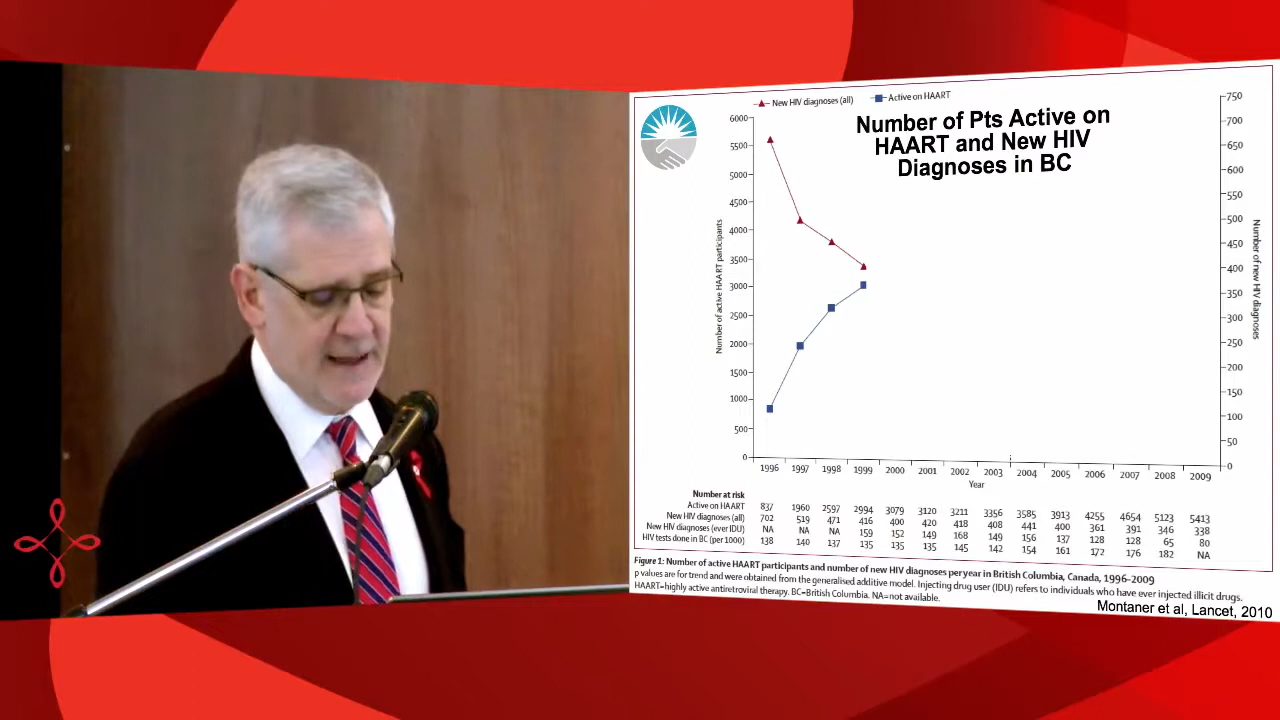 New HIV diagnoses (all) Active on HAART
Number of Pts Active on
HAART and New HIV
Diagnoses in BC
Number of active HAART participants
6000
5500
5000
4500
4000
3500
3000
2500
2000
1500
1000
500
0
750
700
650
600
550
500
450
400
350
300
250
200
150
100
50
0
Number of new HIV diagnoses
1996 1997 1998 1999 2000 2001 2002 2003 2004 2005 2006 2007 2008 2009
Year
Number at risk
Active on HAART 837 1960 2597 2994 3079 3120 3211 3356 3585 3913 4255 4654 5123 5413
New HIV diagnoses (all) 702 519 471 416 400 420 418 408 441 400 361 391 346 338
New HIV diagnoses (ever IDU) NA NA NA 159 152 149 168 149 156 137 128 128 65 80
HIV tests done in BC (per 1000) 138 140 137 135 135 135 145 142 154 161 172 176 182 NA
Figure 1: Number of active HAART participants and number of new HIV diagnoses per year in British Columbia, Canada, 1996–2009
p values are for trend and were obtained from the generalised additive model. Injecting drug user (IDU) refers to individuals who have ever injected illicit drugs.
HAART=highly active antiretroviral therapy. BC=British Columbia. NA=not available.
Montaner et al, Lancet, 2010